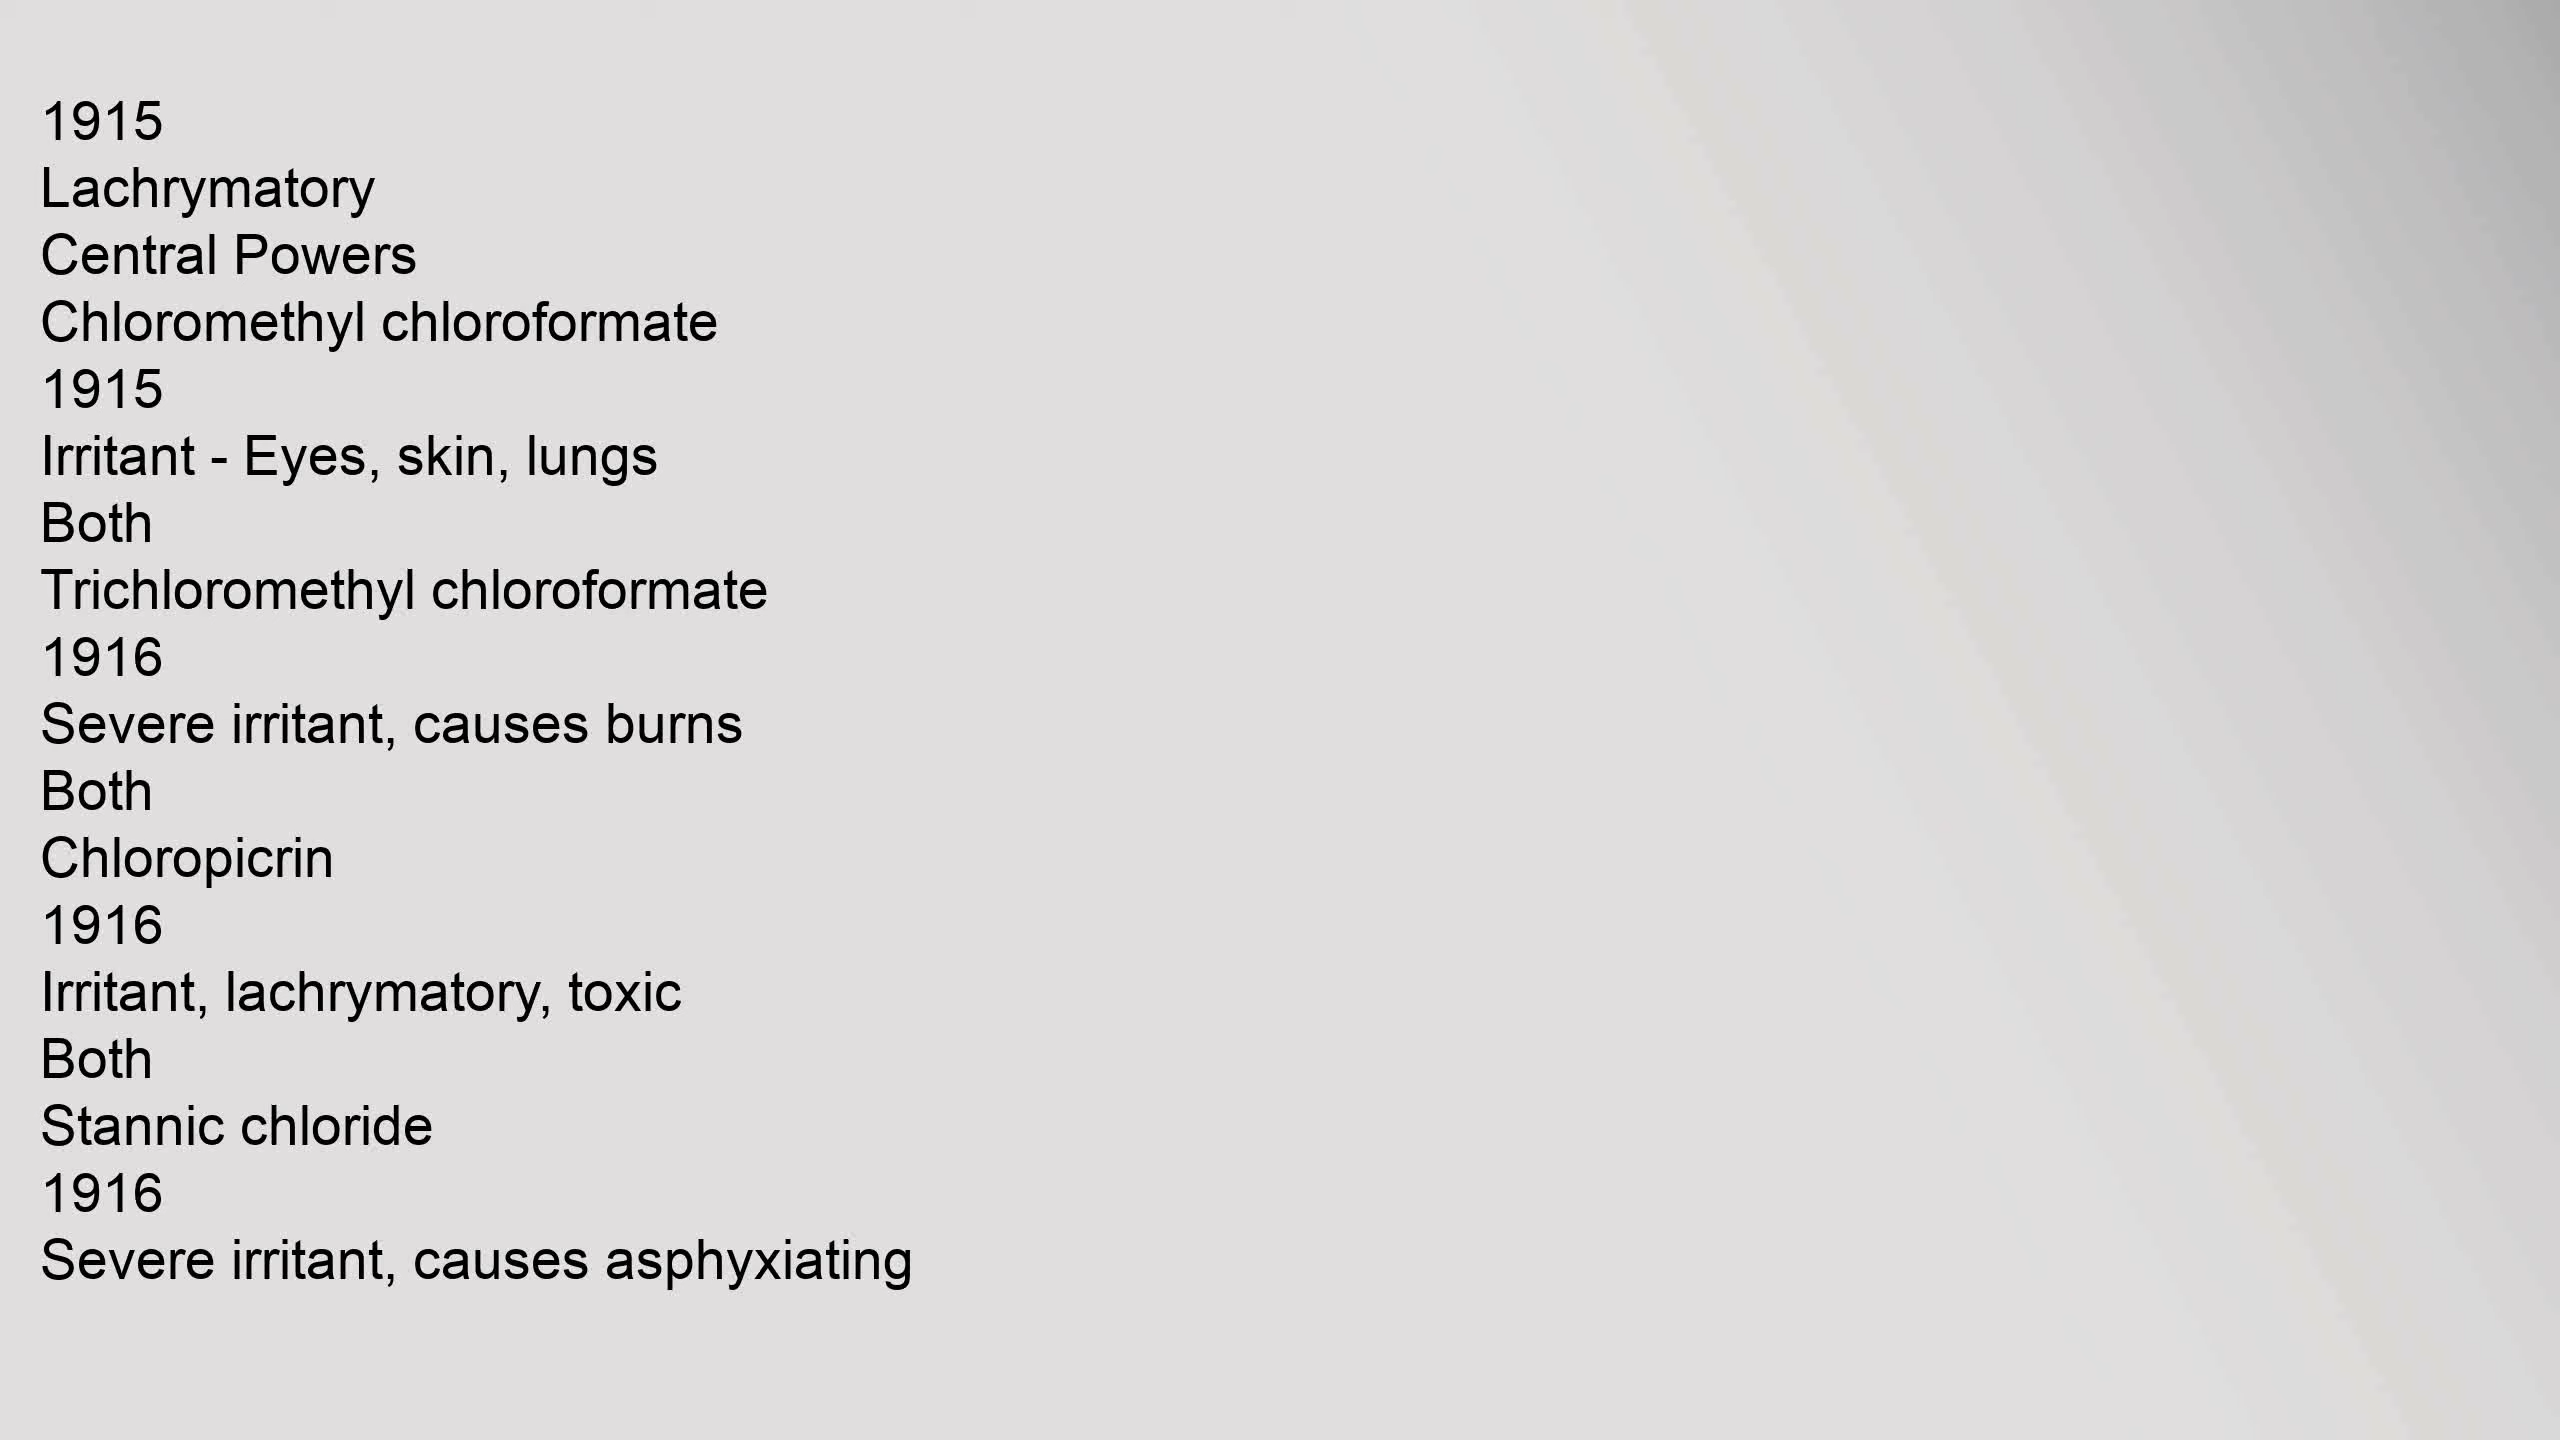 1915
Lachrymatory
Central Powers
Chloromethyl chloroformate
1915
Irritant - Eyes, skin, lungs
Both
Trichloromethyl chloroformate
1916
Severe irritant, causes burns
Both
Chloropicrin
1916
Irritant, lachrymatory, toxic
Both
Stannic chloride
1916
Severe irritant, causes asphyxiating